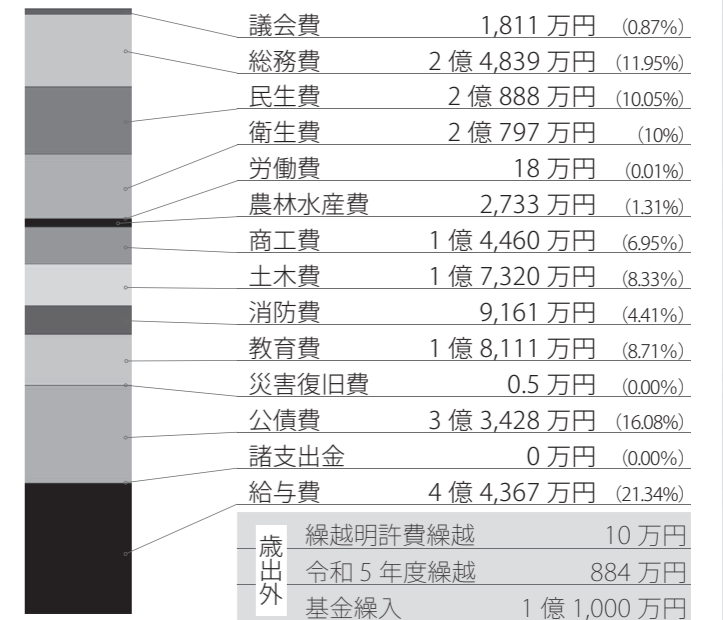 議会費 1,811 万円 (0.87%)
総務費 2 億 4,839 万円 (11.95%)
民生費 2 億 888 万円 (10.05%)
衛生費 2 億 797 万円 (10%)
労働費 18 万円 (0.01%)
農林水産費 2,733 万円 (1.31%)
商工費 1 億 4,460 万円 (6.95%)
土木費 1 億 7,320 万円 (8.33%)
消防費 9,161 万円 (4.41%)
教育費 1 億 8,111 万円 (8.71%)
災害復旧費 0.5 万円 (0.00%)
公債費 3 億 3,428 万円 (16.08%)
諸支出金 0 万円 (0.00%)
給与費 4 億 4,367 万円 (21.34%)
歳出外
繰越明許費繰越 10 万円
令和 5 年度繰越 884 万円
基金繰入 1 億 1,000 万円